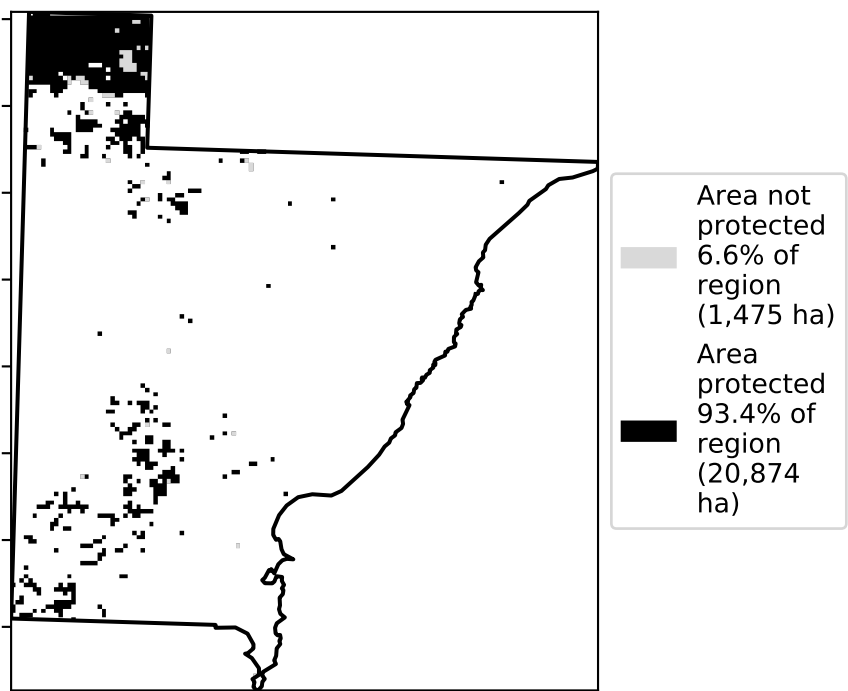 Area not
protected
6.6% of
region
(1,475 ha)
Area
protected
93.4% of
region
(20,874
ha)